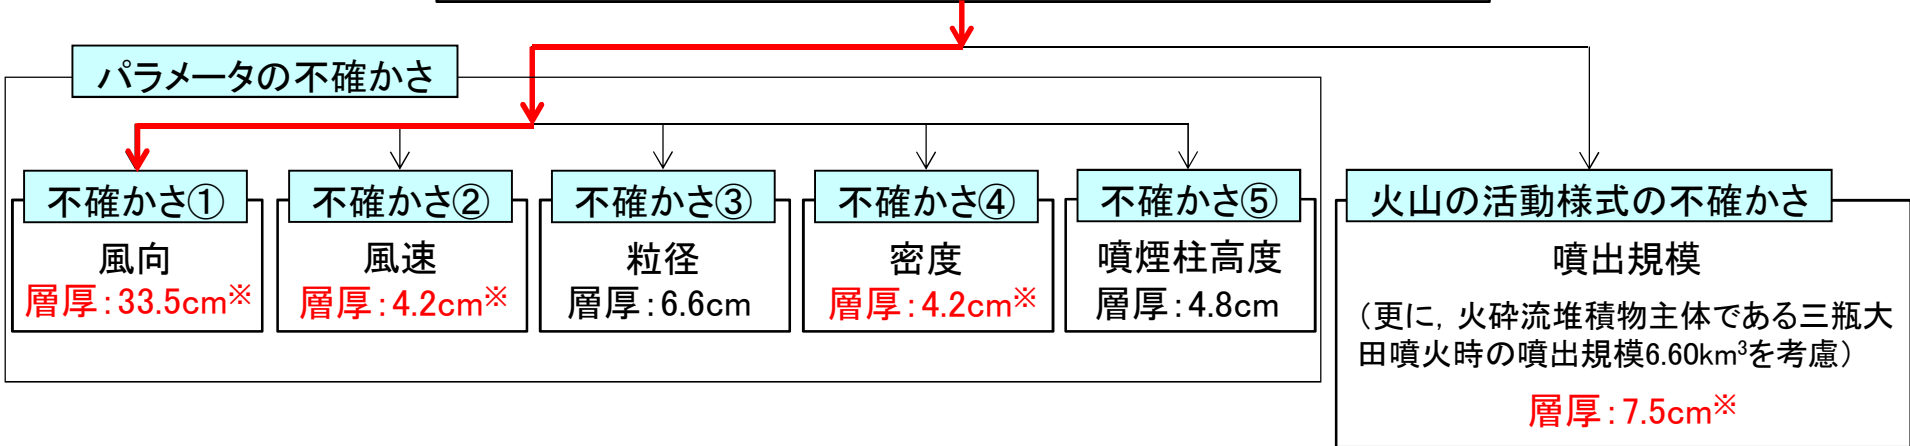 パラメータの不確かさ
不確かさ①
風向
層厚：33.5cm※
不確かさ②
風速
層厚：4.2cm※
不確かさ③
粒径
層厚：6.6cm
不確かさ④
密度
層厚：4.2cm※
不確かさ⑤
噴煙柱高度
層厚：4.8cm
火山の活動様式の不確かさ
噴出規模
（更に，火砕流堆積物主体である三瓶大
田噴火時の噴出規模6.60km³を考慮）
層厚：7.5cm※